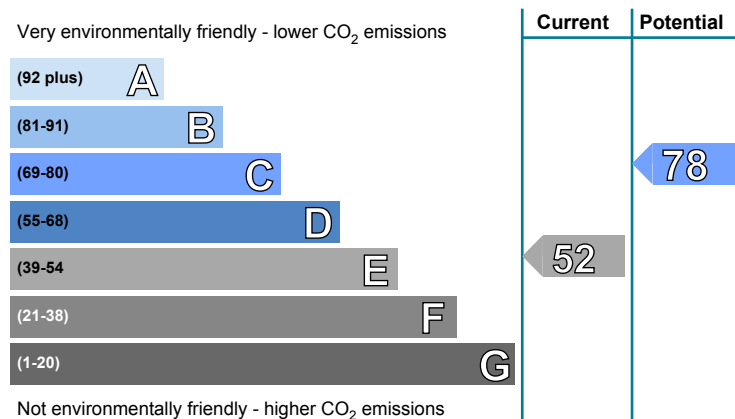 Very environmentally friendly - lower CO₂ emissions
Current
Potential
(92 plus) A
(81-91) B
(69-80) C
78
(55-68) D
(39-54 E
52
(21-38) F
(1-20) G
Not environmentally friendly - higher CO₂ emissions